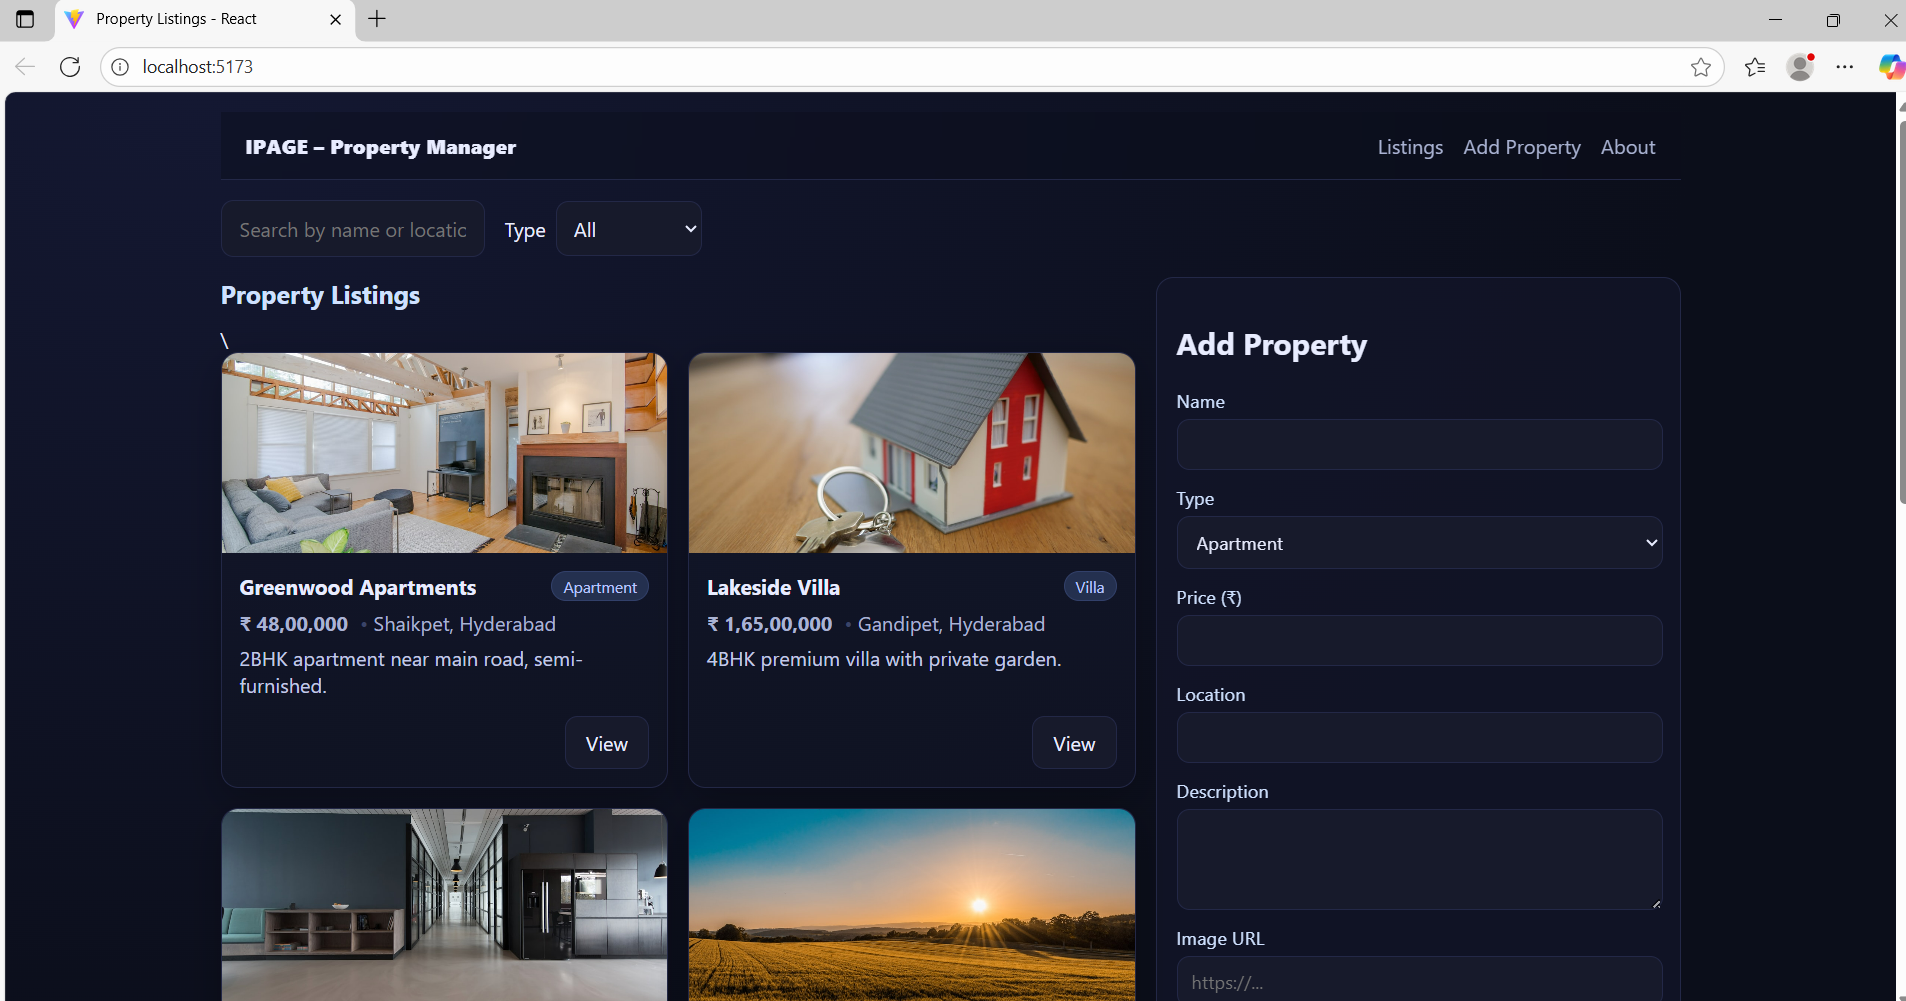 Property Listings - React
localhost:5173
IPAGE – Property Manager
Listings Add Property About
Search by name or locatic
Type All
Property Listings
\
Greenwood Apartments Apartment
₹ 48,00,000 • Shaikpet, Hyderabad
2BHK apartment near main road, semi-
furnished.
View
Lakeside Villa Villa
₹ 1,65,00,000 • Gandipet, Hyderabad
4BHK premium villa with private garden.
View
Add Property
Name
Type
Apartment
Price (₹)
Location
Description
Image URL
https://...